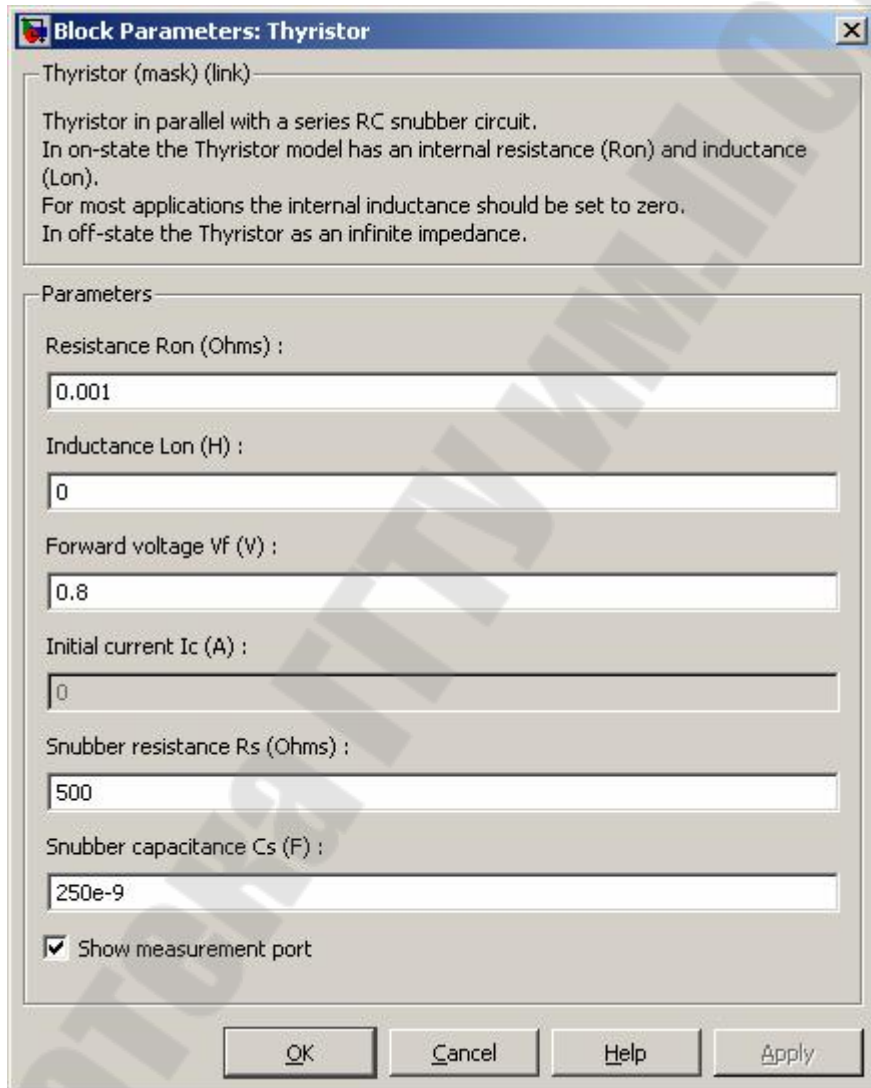 Block Parameters: Thyristor
Thyristor (mask) (link)
Thyristor in parallel with a series RC snubber circuit.
In on-state the Thyristor model has an internal resistance (Ron) and inductance
(Lon).
For most applications the internal inductance should be set to zero.
In off-state the Thyristor as an infinite impedance.
Parameters
Resistance Ron (Ohms) :
0.001
Inductance Lon (H) :
0
Forward voltage Vf (V) :
0.8
Initial current Ic (A) :
0
Snubber resistance Rs (Ohms) :
500
Snubber capacitance Cs (F) :
250e-9
Show measurement port
OK Cancel Help Apply
ГГТУ им.П.О